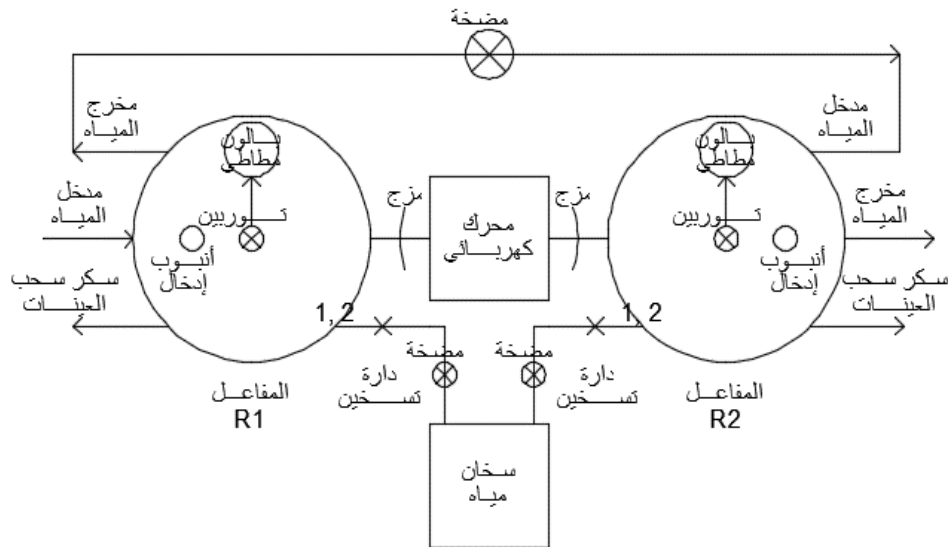 مضخة
مخرج
المياه
مدخل
المياه
بالون
مطاطي
بالون
مطاطي
مدخل
المياه
توربين
مزج
محرك
كهربائي
مزج
توربين
مخرج
المياه
أنبوب
إدخال
أنبوب
إدخال
سكر سحب
العينات
سكر سحب
العينات
1, 2
1, 2
مضخة
مضخة
دارة
تسخين
دارة
تسخين
المفاعل
R1
المفاعل
R2
سخان
مياه